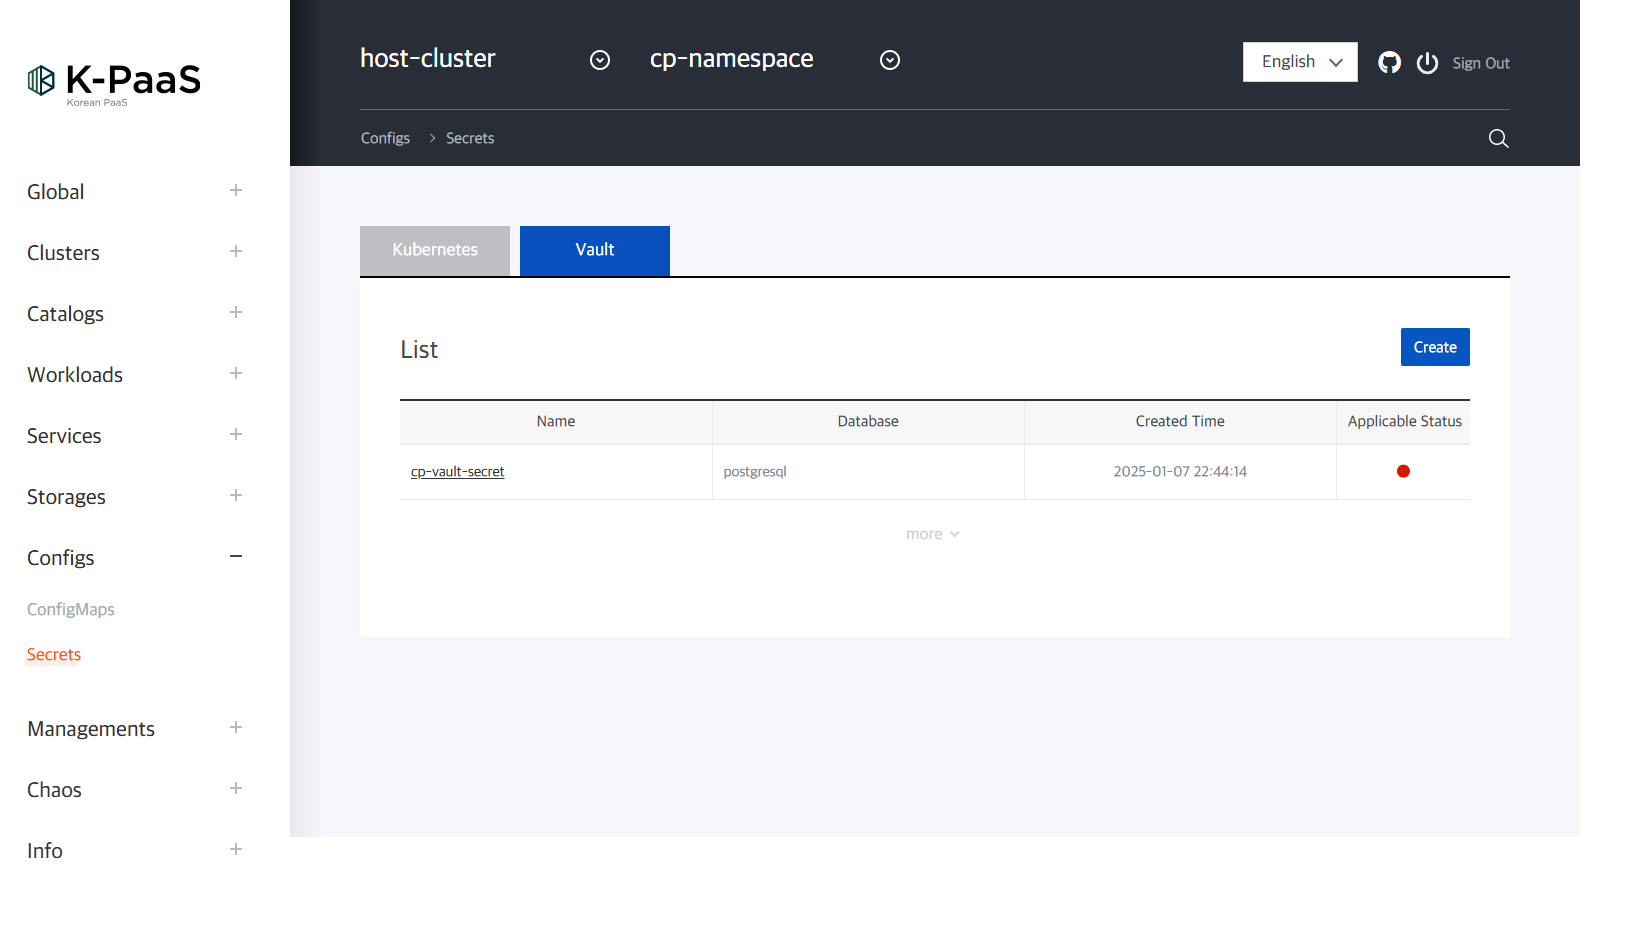 K-PaaS
Korean PaaS
host-cluster
cp-namespace
English
Sign Out
Configs > Secrets
Global
Clusters
Catalogs
Workloads
Services
Storages
Configs
ConfigMaps
Secrets
Managements
Chaos
Info
Kubernetes
Vault
List
Create
Name Database Created Time Applicable Status
cp-vault-secret postgresql 2025-01-07 22:44:14
more